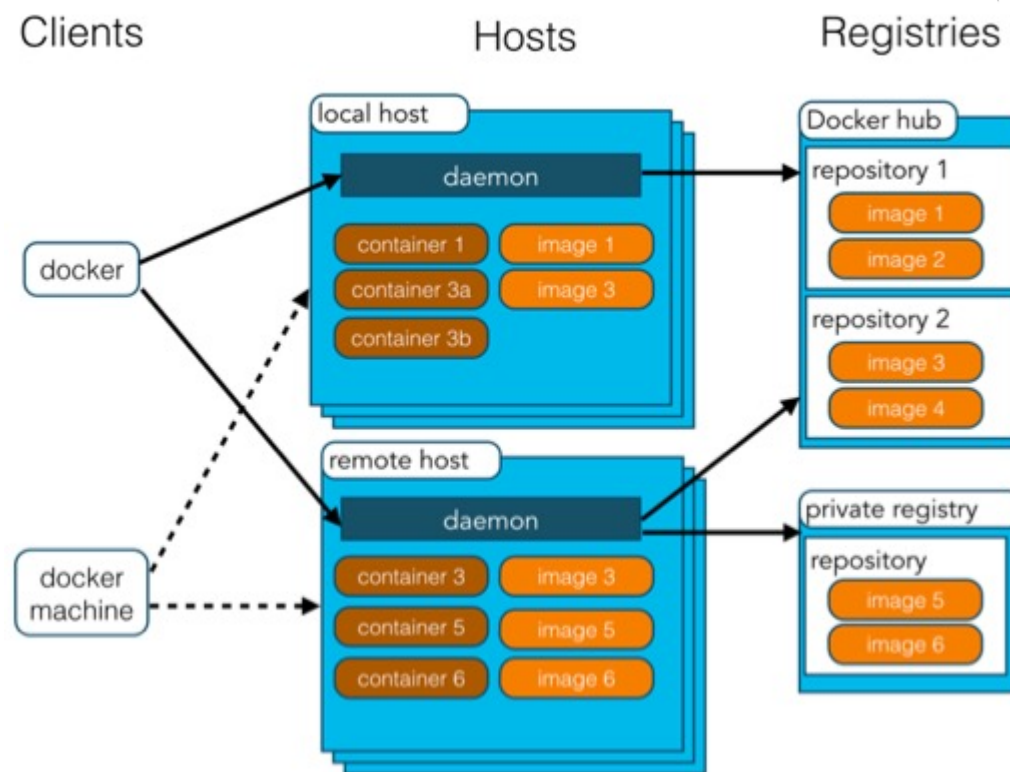 Clients
Hosts
Registries
local host
daemon
container 1
image 1
container 3a
image 3
container 3b
docker
docker
machine
remote host
daemon
container 3
image 3
container 5
image 5
container 6
image 6
Docker hub
repository 1
image 1
image 2
repository 2
image 3
image 4
private registry
repository
image 5
image 6